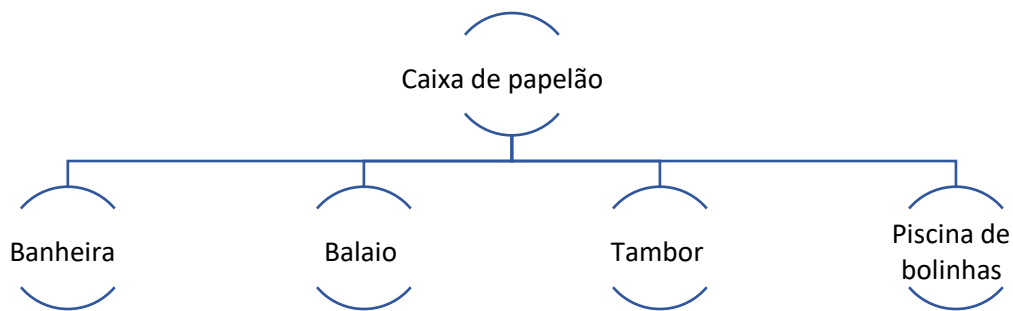 Caixa de papelão
Banheira
Balaio
Tambor
Piscina de
bolinhas